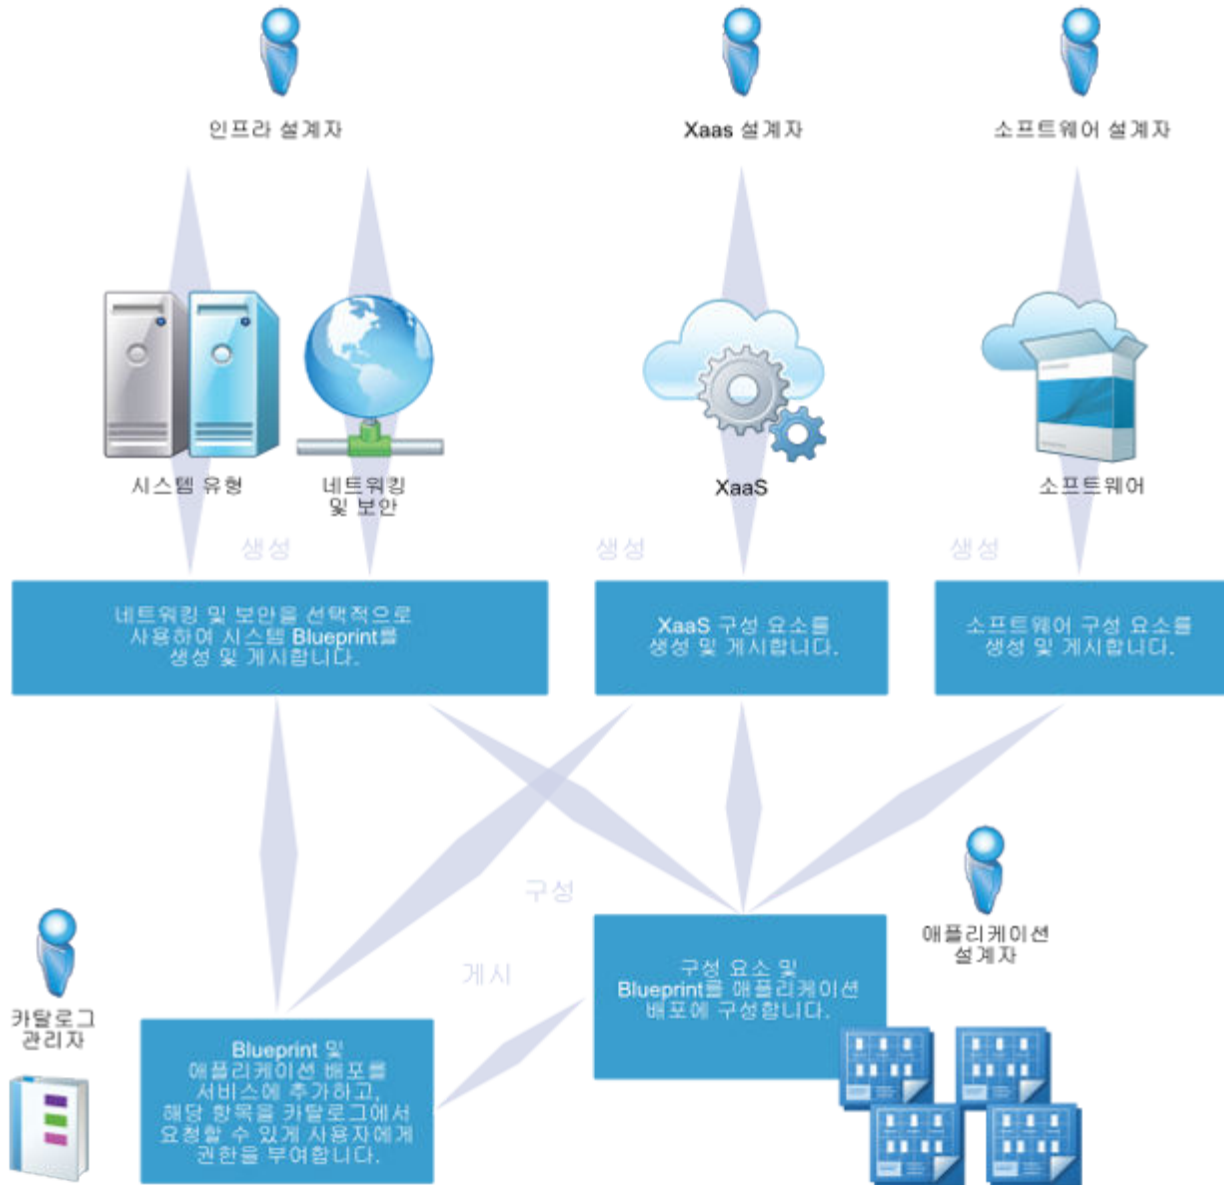 인프라 설계자
Xaas 설계자
소프트웨어 설계자
시스템 유형
네트워킹
및 보안
XaaS
소프트웨어
생성
생성
생성
네트워킹 및 보안을 선택적으로
사용하여 시스템 Blueprint를
생성 및 게시합니다.
XaaS 구성 요소를
생성 및 게시합니다.
소프트웨어 구성 요소를
생성 및 게시합니다.
구성
게시
애플리케이션
설계자
구성 요소 및
Blueprint를 애플리케이션
배포에 구성합니다.
카탈로그
관리자
Blueprint 및
애플리케이션 배포를
서비스에 추가하고,
해당 항목을 카탈로그에서
요청할 수 있게 사용자에게
권한을 부여합니다.